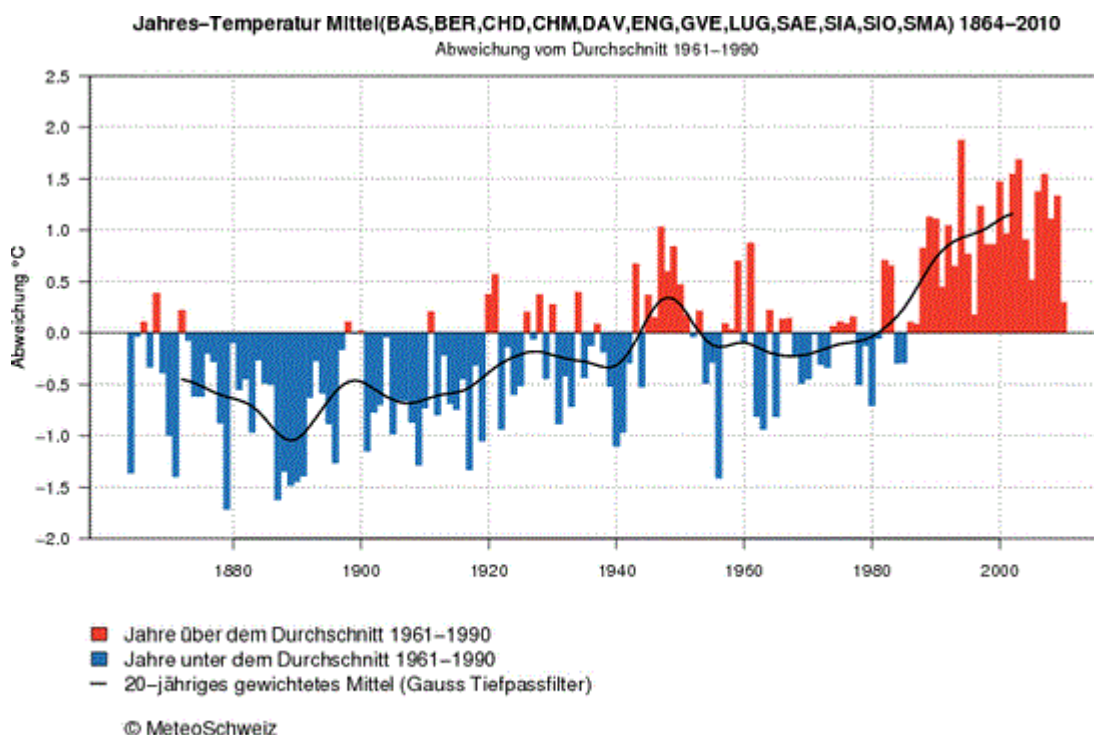 Jahres–Temperatur Mittel(BAS,BER,CHD,CHM,DAV,ENG,GVE,LUG,SAE,SIA,SIO,SMA) 1864–2010
Abweichung vom Durchschnitt 1961–1990
Abweichung °C
2.5
2.0
1.5
1.0
0.5
0.0
−0.5
−1.0
−1.5
−2.0
1880 1900 1920 1940 1960 1980 2000
Jahre über dem Durchschnitt 1961–1990
Jahre unter dem Durchschnitt 1961–1990
20–jähriges gewichtetes Mittel (Gauss Tiefpassfilter)
© MeteoSchweiz